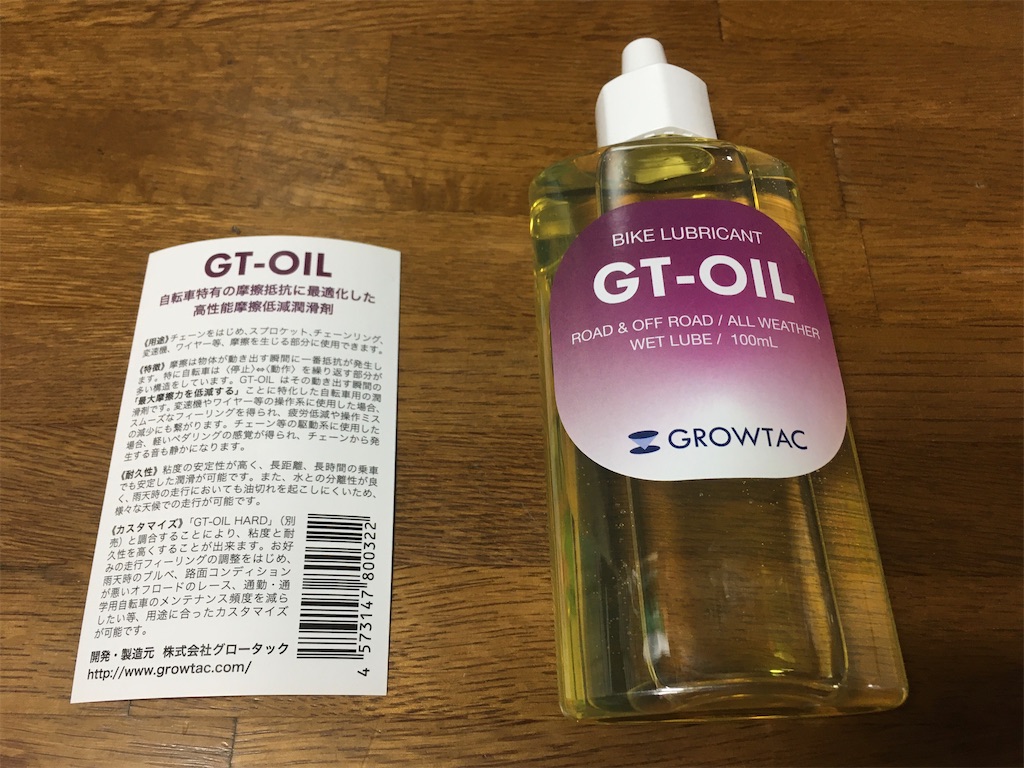 GT-OIL
自転車特有の摩擦抵抗に最適化した
高性能摩擦低減潤滑剤
《用途》チェーンをはじめ、スプロケット、チェーンリング、
変速機、ワイヤー等、摩擦を生じる部分に使用できます。
《特徴》摩擦は物体が動き出す瞬間に一番抵抗が発生し
ます。特に自転車は〈停止〉⇔〈動作〉を繰り返す部分が
多い構造をしています。GT-OIL はその動き出す瞬間の
「最大摩擦力を低減する」ことに特化した自転車用の潤
滑剤です。変速機やワイヤー等の操作系に使用した場合、
スムーズなフィーリングを得られ、疲労低減や操作ミス
の減少にも繋がります。チェーン等の駆動系に使用した
場合、軽いペダリングの感覚が得られ、チェーンから発
生する音も静かになります。
《耐久性》粘度の安定性が高く、長距離、長時間の乗車
でも安定した潤滑が可能です。また、水との分離性が良
く、雨天時の走行においても油切れを起こしにくいため、
様々な天候での走行が可能です。
《カスタマイズ》「GT-OIL HARD」（別
売）と調合することにより、粘度と耐
久性を高くすることが出来ます。お好
みの走行フィーリングの調整をはじめ、
雨天時のブルベ、路面コンディション
が悪いオフロードのレース、通勤・通
学用自転車のメンテナンス頻度を減ら
したい等、用途に合ったカスタマイズ
が可能です。
開発・製造元 株式会社グロータック
http://www.growtac.com/
4 573147 800322
BIKE LUBRICANT
GT-OIL
ROAD & OFF ROAD / ALL WEATHER
WET LUBE / 100mL
GROWTAC